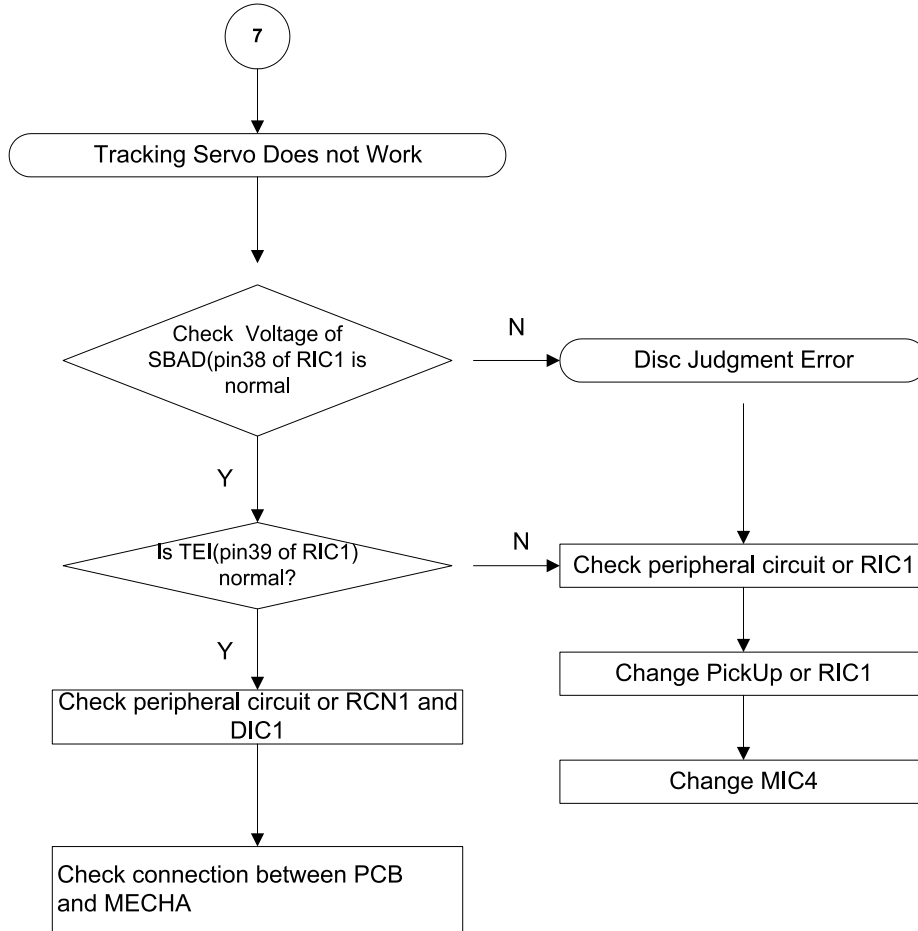 7
Tracking Servo Does not Work
Check Voltage of
SBAD(pin38 of RIC1 is
normal
N
Disc Judgment Error
Y
Is TEI(pin39 of RIC1)
normal?
N
Check peripheral circuit or RIC1
Y
Change PickUp or RIC1
Check peripheral circuit or RCN1 and
DIC1
Change MIC4
Check connection between PCB
and MECHA